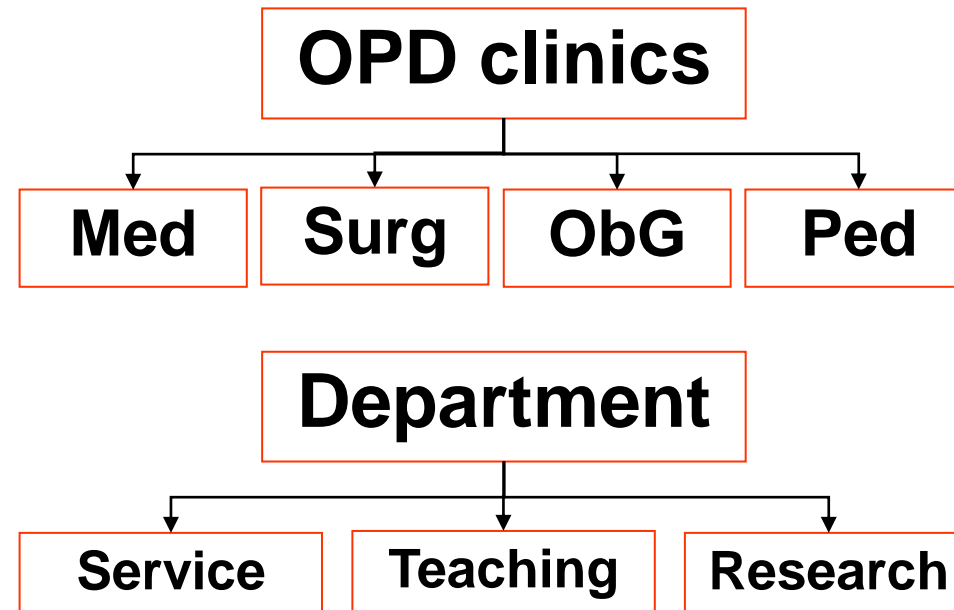 OPD clinics
Med Surg ObG Ped
Department
Service Teaching Research